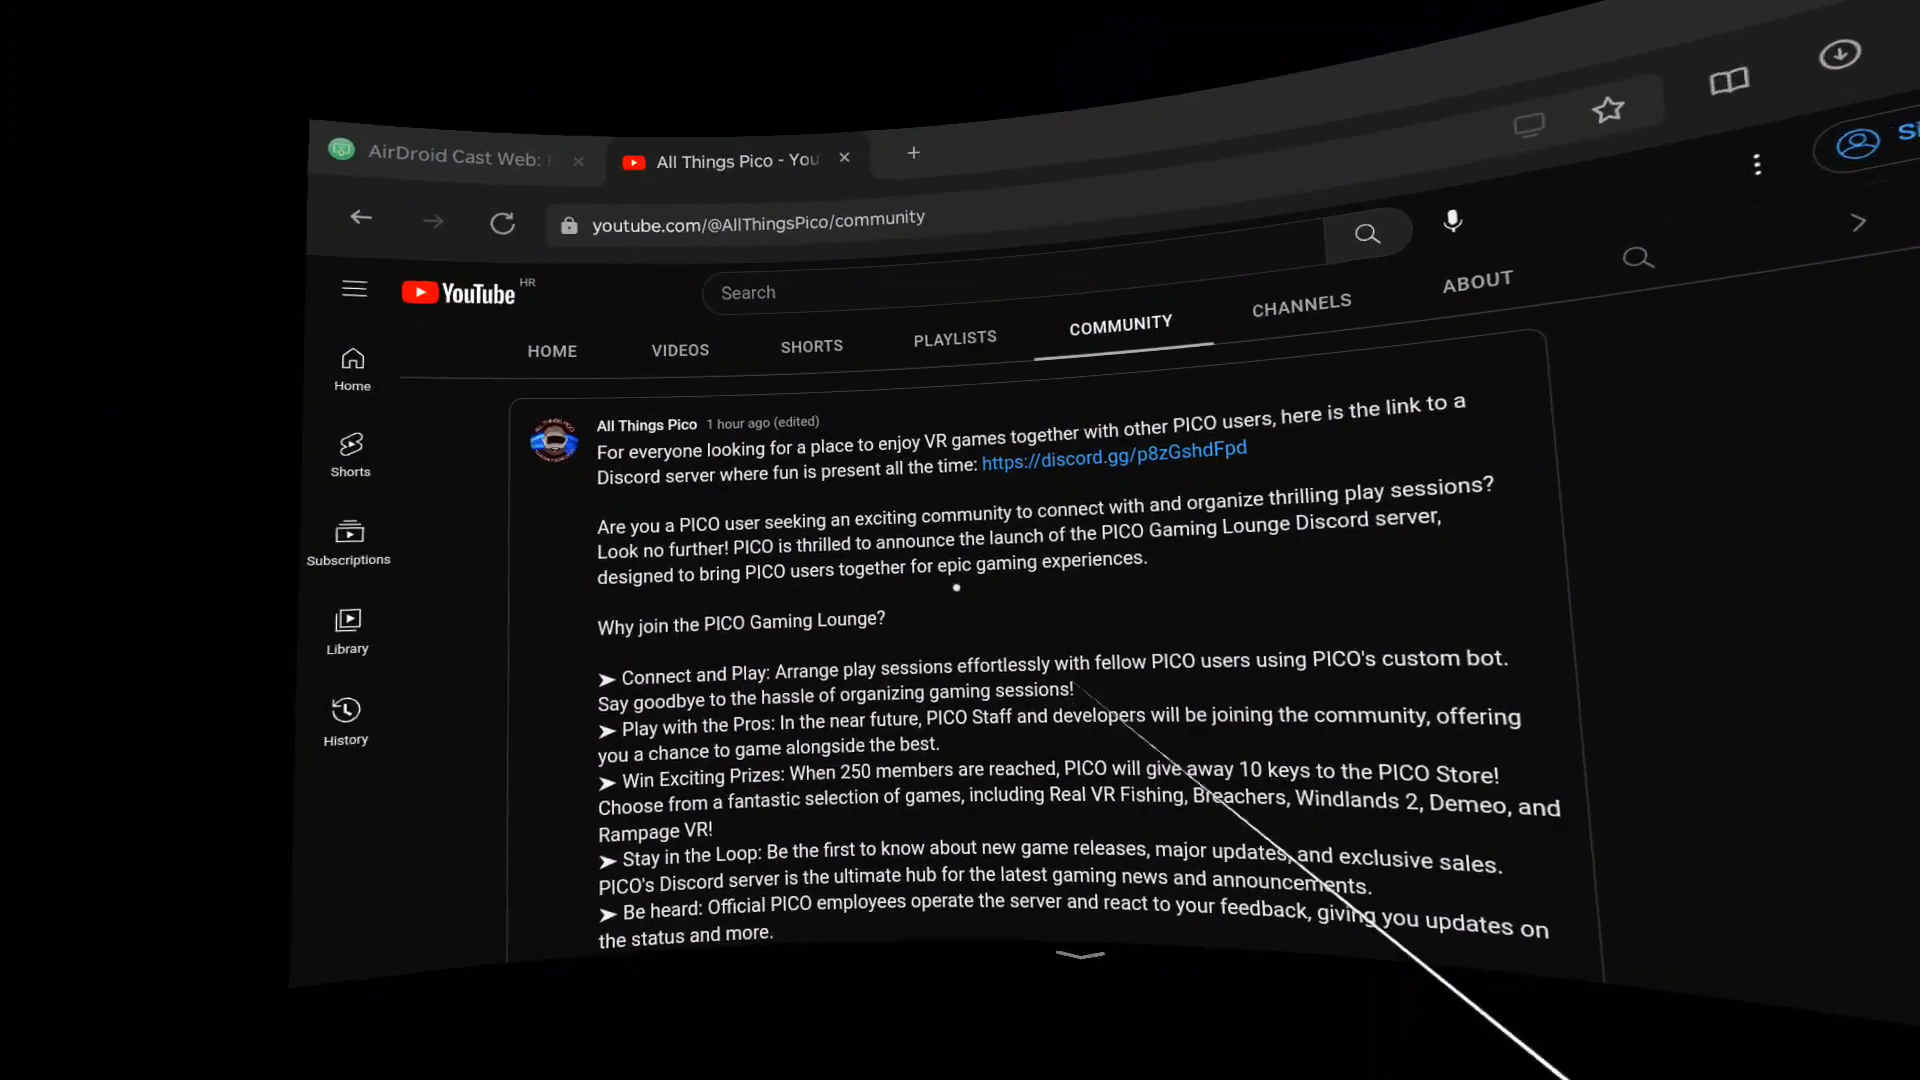 AirDroid Cast Web:
All Things Pico - You
youtube.com/@AllThingsPico/community
YouTube HR
Search
HOME VIDEOS SHORTS PLAYLISTS COMMUNITY CHANNELS ABOUT
Home
Shorts
Subscriptions
Library
History
All Things Pico 1 hour ago (edited)
For everyone looking for a place to enjoy VR games together with other PICO users, here is the link to a
Discord server where fun is present all the time: https://discord.gg/p8zGshdFpd
Are you a PICO user seeking an exciting community to connect with and organize thrilling play sessions?
Look no further! PICO is thrilled to announce the launch of the PICO Gaming Lounge Discord server,
designed to bring PICO users together for epic gaming experiences.
Why join the PICO Gaming Lounge?
➤ Connect and Play: Arrange play sessions effortlessly with fellow PICO users using PICO's custom bot.
Say goodbye to the hassle of organizing gaming sessions!
➤ Play with the Pros: In the near future, PICO Staff and developers will be joining the community, offering
you a chance to game alongside the best.
➤ Win Exciting Prizes: When 250 members are reached, PICO will give away 10 keys to the PICO Store!
Choose from a fantastic selection of games, including Real VR Fishing, Breachers, Windlands 2, Demeo, and
Rampage VR!
➤ Stay in the Loop: Be the first to know about new game releases, major updates, and exclusive sales.
PICO's Discord server is the ultimate hub for the latest gaming news and announcements.
➤ Be heard: Official PICO employees operate the server and react to your feedback, giving you updates on
the status and more.